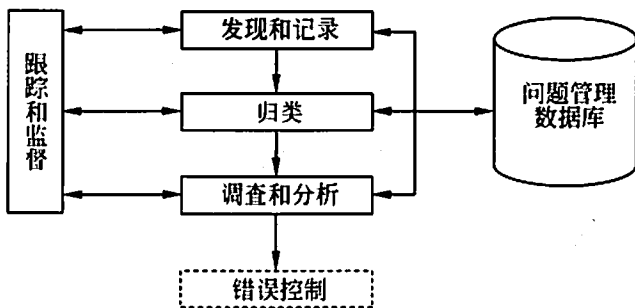 发现和记录
跟踪和监督
归类
问题管理
数据库
调查和分析
错误控制